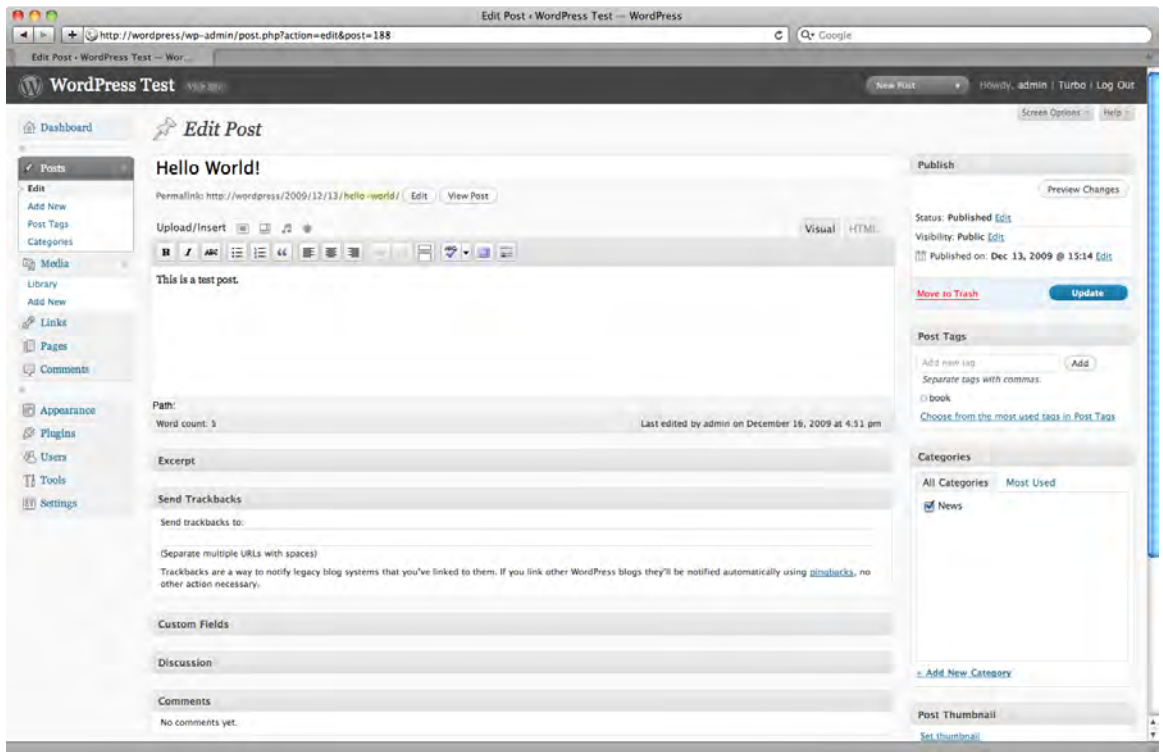 Edit Post ‹ WordPress Test — WordPress
http://wordpress/wp-admin/post.php?action=edit&post=188
Google
Edit Post ‹ WordPress Test — Wor...
WordPress Test
New Post
Howdy, admin | Turbo | Log Out
Screen Options
Help
Dashboard
Edit Post
Posts
Edit
Add New
Post Tags
Categories
Media
Library
Add New
Links
Pages
Comments
Appearance
Plugins
Users
Tools
Settings
Hello World!
Permalink: http://wordpress/2009/12/13/hello-world/ Edit View Post
Upload/Insert
Visual HTML
B I ABC
This is a test post.
Path:
Word count: 5
Last edited by admin on December 16, 2009 at 4:51 pm
Excerpt
Send Trackbacks
Send trackbacks to:
(Separate multiple URLs with spaces)
Trackbacks are a way to notify legacy blog systems that you've linked to them. If you link other WordPress blogs they'll be notified automatically using pingbacks, no
other action necessary.
Custom Fields
Discussion
Comments
No comments yet.
Publish
Preview Changes
Status: Published Edit
Visibility: Public Edit
Published on: Dec 13, 2009 @ 15:14 Edit
Move to Trash
Update
Post Tags
Add new tag
Add
Separate tags with commas.
book
Choose from the most used tags in Post Tags
Categories
All Categories Most Used
News
+ Add New Category
Post Thumbnail
Set thumbnail